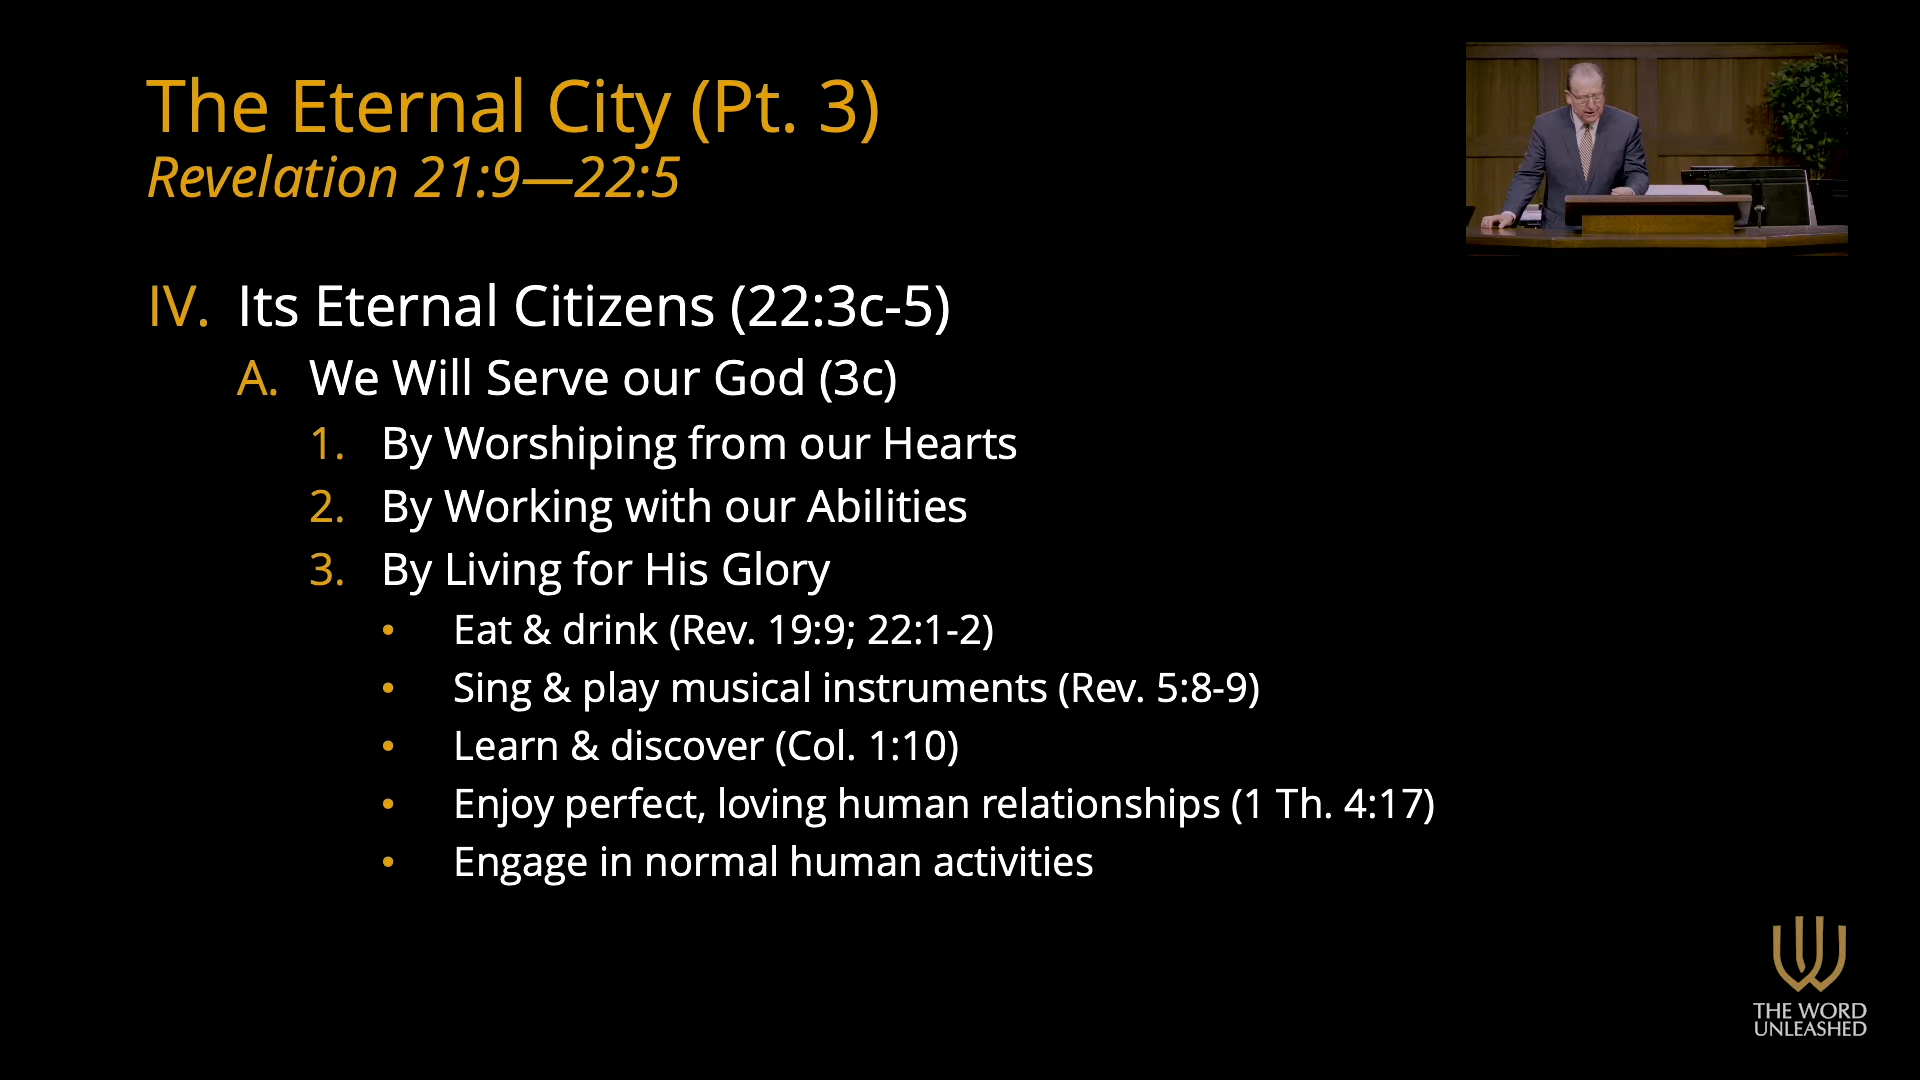 The Eternal City (Pt. 3)
Revelation 21:9—22:5
IV. Its Eternal Citizens (22:3c-5)
A. We Will Serve our God (3c)
1. By Worshiping from our Hearts
2. By Working with our Abilities
3. By Living for His Glory
• Eat & drink (Rev. 19:9; 22:1-2)
• Sing & play musical instruments (Rev. 5:8-9)
• Learn & discover (Col. 1:10)
• Enjoy perfect, loving human relationships (1 Th. 4:17)
• Engage in normal human activities
THE WORD
UNLEASHED